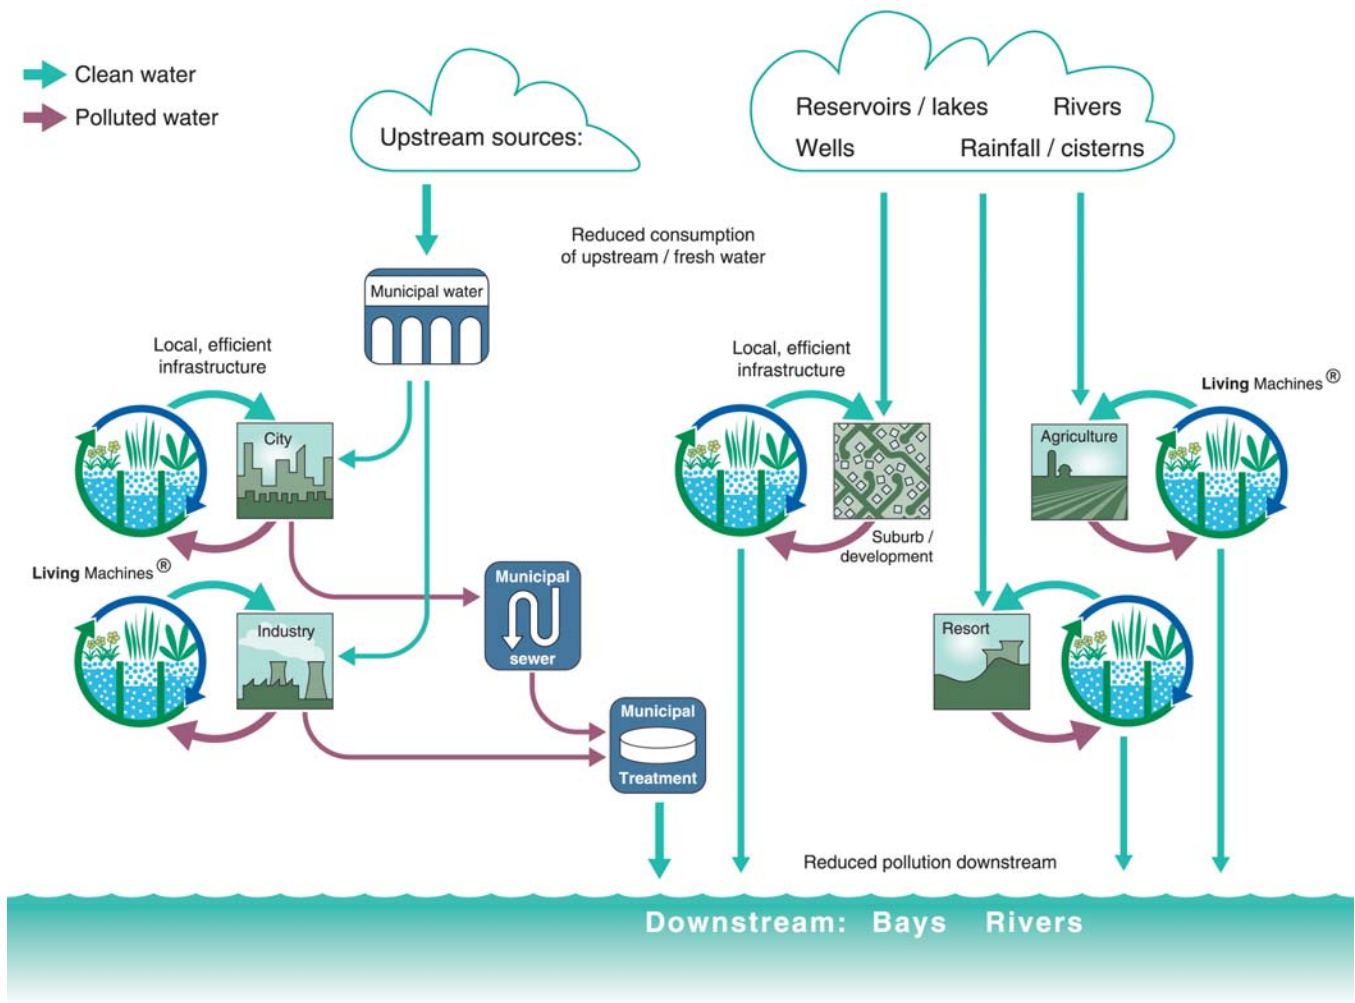 Clean water
Polluted water
Upstream sources:
Reservoirs / lakes Rivers
Wells Rainfall / cisterns
Reduced consumption
of upstream / fresh water
Municipal water
Local, efficient
infrastructure
City
Local, efficient
infrastructure
Suburb /
development
Living Machines ®
Agriculture
Living Machines ®
Industry
Municipal
sewer
Resort
Municipal
Treatment
Reduced pollution downstream
Downstream: Bays Rivers